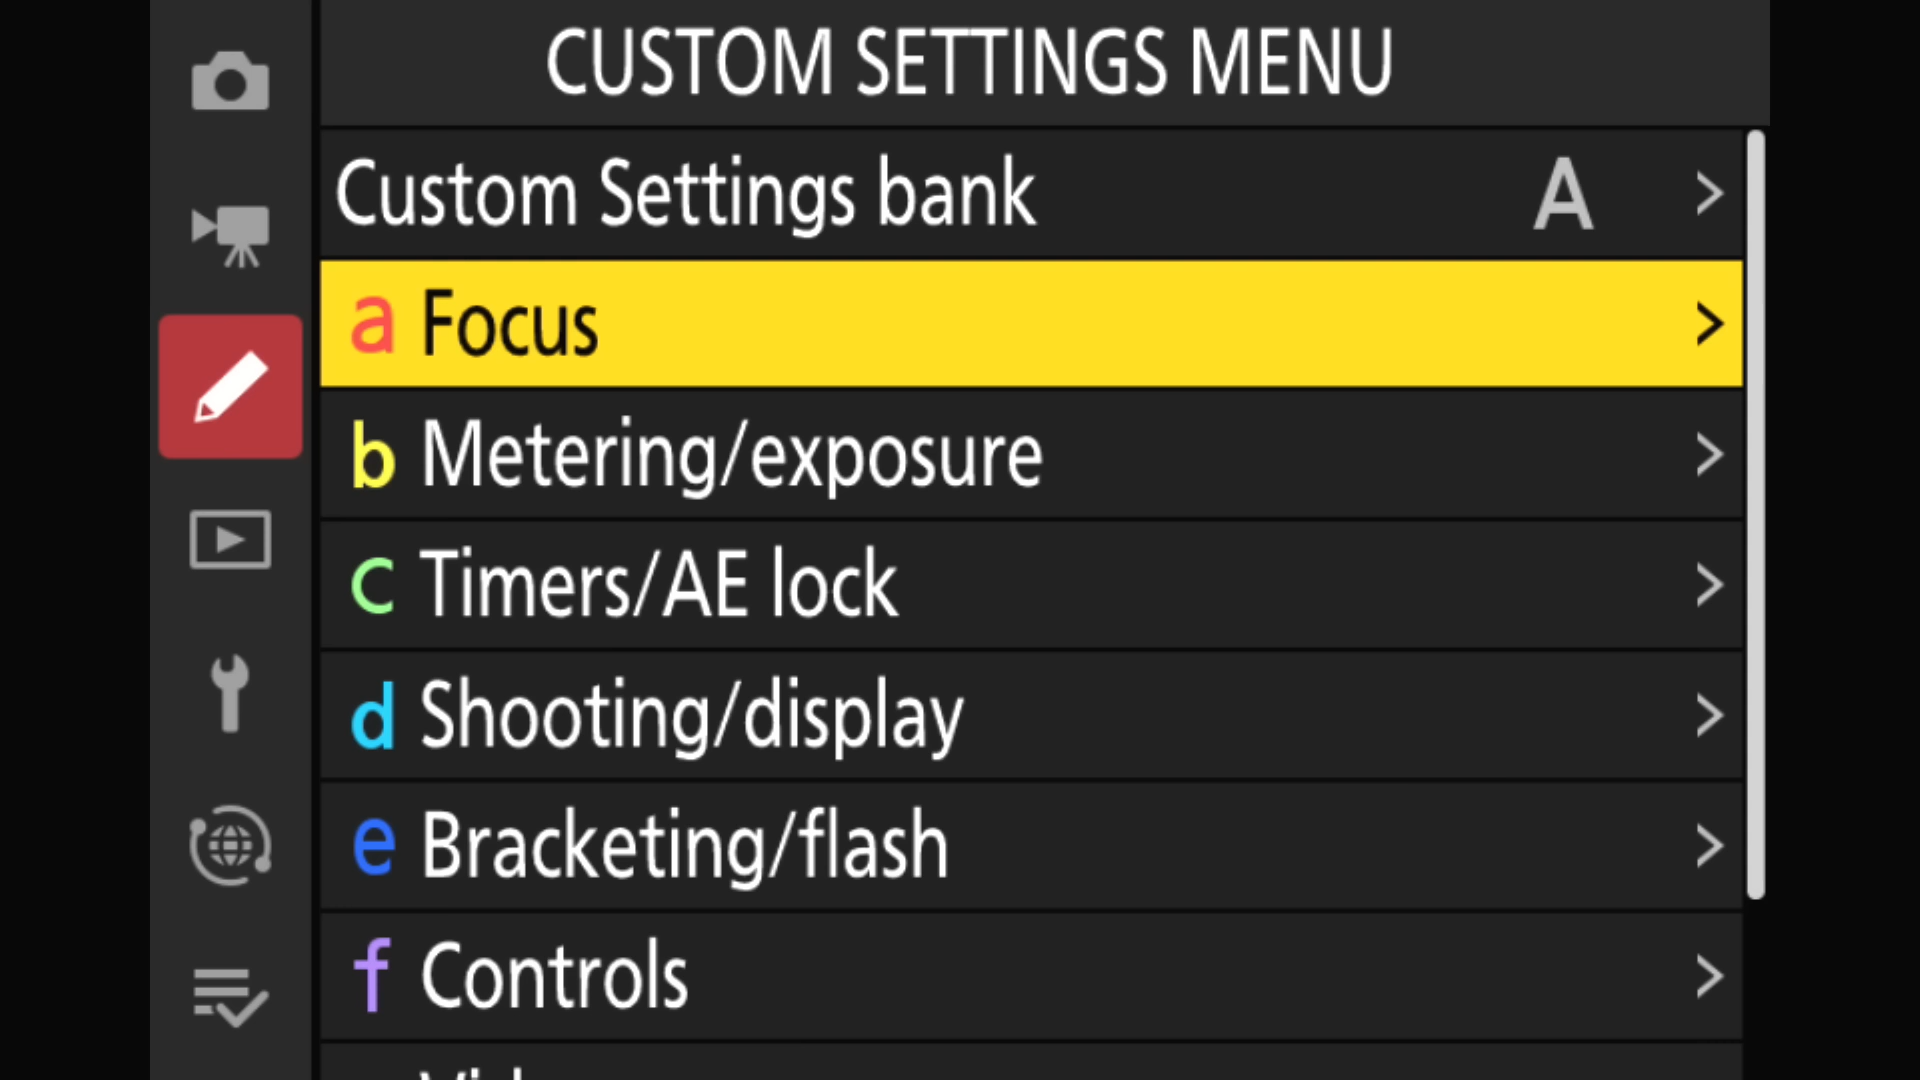 CUSTOM SETTINGS MENU
Custom Settings bank A >
a Focus >
b Metering/exposure >
c Timers/AE lock >
d Shooting/display >
e Bracketing/flash >
f Controls >